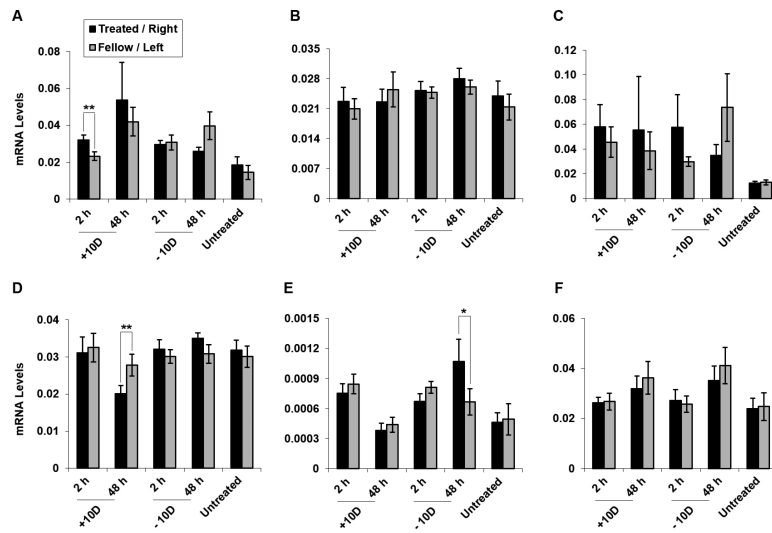 A
Treated / Right
Fellow / Left
mRNA Levels
0.08
0.06
0.04
0.02
0
**
2 h
48 h
2 h
48 h
Untreated
+10D
- 10D
B
0.035
0.028
0.021
0.014
0.007
0
2 h
48 h
2 h
48 h
Untreated
+10D
- 10D
C
0.12
0.10
0.08
0.06
0.04
0.02
0
2 h
48 h
2 h
48 h
Untreated
+10D
- 10D
D
mRNA Levels
0.04
0.03
0.02
0.01
0
**
2 h
48 h
2 h
48 h
Untreated
+10D
- 10D
E
0.0015
0.0012
0.0009
0.0006
0.0003
0
*
2 h
48 h
2 h
48 h
Untreated
+10D
- 10D
F
0.06
0.04
0.02
0
2 h
48 h
2 h
48 h
Untreated
+10D
- 10D